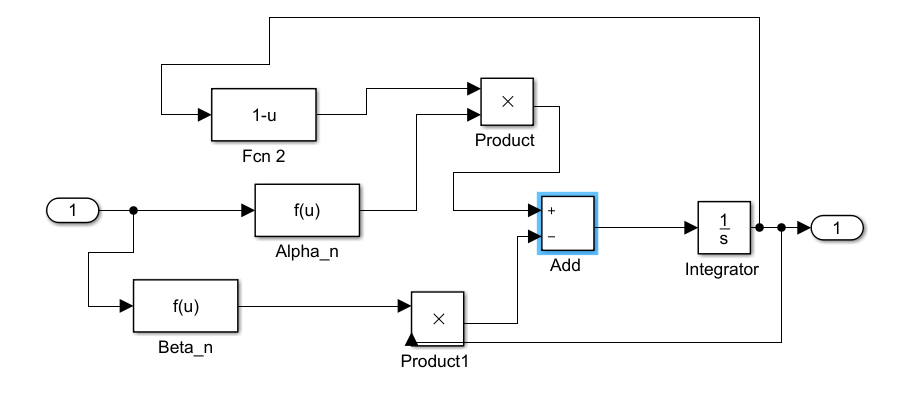 1-u
Fcn 2
×
Product
1
f(u)
Alpha_n
+
−
Add
1
s
Integrator
1
f(u)
Beta_n
×
Product1